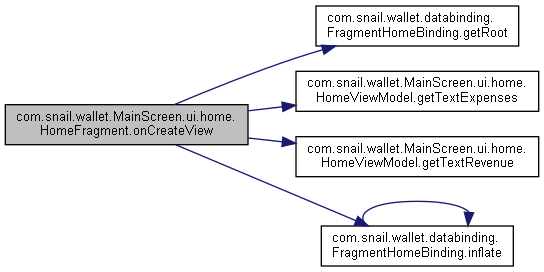 com.snail.wallet.databinding.
FragmentHomeBinding.getRoot
com.snail.wallet.MainScreen.ui.home.
HomeViewModel.getTextExpenses
com.snail.wallet.MainScreen.ui.home.
HomeFragment.onCreateView
com.snail.wallet.MainScreen.ui.home.
HomeViewModel.getTextRevenue
com.snail.wallet.databinding.
FragmentHomeBinding.inflate